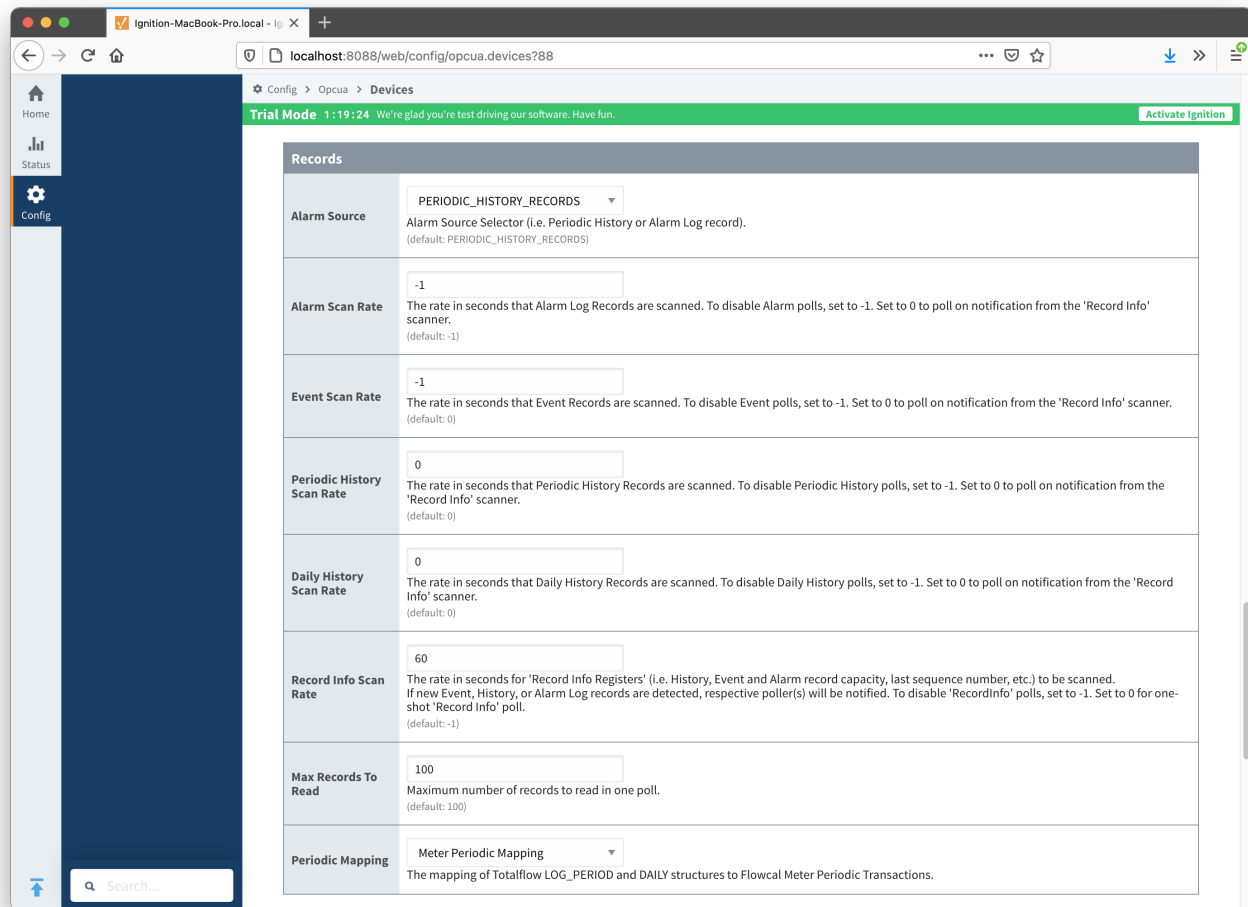 Ignition-MacBook-Pro.local - Ig
localhost:8088/web/config/opcua.devices?88
Home
Status
Config
Config > Opcua > Devices
Trial Mode 1:19:24 We're glad you're test driving our software. Have fun.
Activate Ignition
Records
Alarm Source
PERIODIC_HISTORY_RECORDS
Alarm Source Selector (i.e. Periodic History or Alarm Log record).
(default: PERIODIC_HISTORY_RECORDS)
Alarm Scan Rate
-1
The rate in seconds that Alarm Log Records are scanned. To disable Alarm polls, set to -1. Set to 0 to poll on notification from the 'Record Info'
scanner.
(default: -1)
Event Scan Rate
-1
The rate in seconds that Event Records are scanned. To disable Event polls, set to -1. Set to 0 to poll on notification from the 'Record Info' scanner.
(default: 0)
Periodic History
Scan Rate
0
The rate in seconds that Periodic History Records are scanned. To disable Periodic History polls, set to -1. Set to 0 to poll on notification from the
'Record Info' scanner.
(default: 0)
Daily History
Scan Rate
0
The rate in seconds that Daily History Records are scanned. To disable Daily History polls, set to -1. Set to 0 to poll on notification from the 'Record
Info' scanner.
(default: 0)
Record Info Scan
Rate
60
The rate in seconds for 'Record Info Registers' (i.e. History, Event and Alarm record capacity, last sequence number, etc.) to be scanned.
If new Event, History, or Alarm Log records are detected, respective poller(s) will be notified. To disable 'RecordInfo' polls, set to -1. Set to 0 for one-
shot 'Record Info' poll.
(default: -1)
Max Records To
Read
100
Maximum number of records to read in one poll.
(default: 100)
Periodic Mapping
Meter Periodic Mapping
The mapping of Totalflow LOG_PERIOD and DAILY structures to Flowcal Meter Periodic Transactions.
Search...